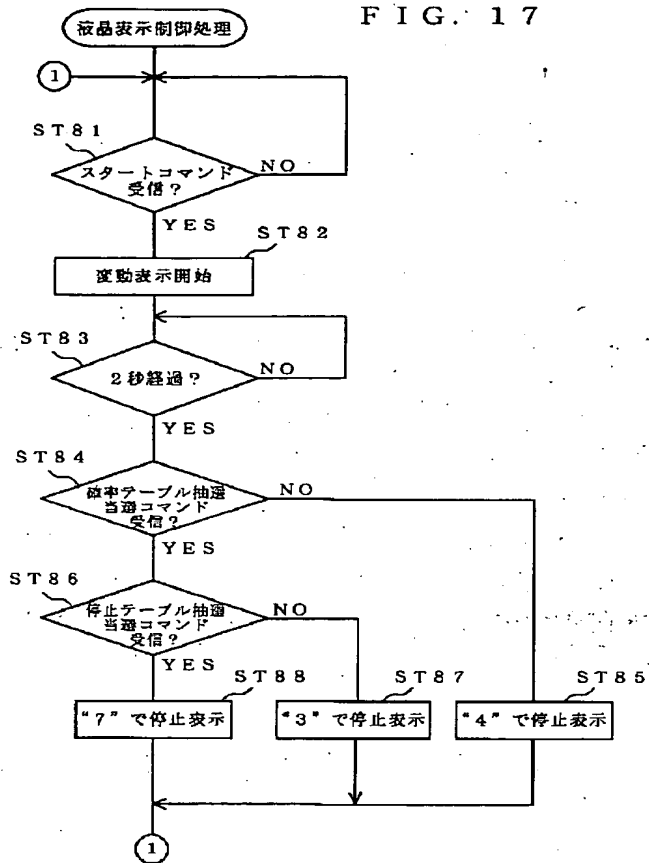 FIG. 17
液晶表示制御処理
1
ST81
スタートコマンド
受信?
NO
YES
ST82
変動表示開始
ST83
2秒経過?
NO
YES
ST84
確率テーブル抽選
当選コマンド
受信?
NO
YES
ST86
停止テーブル抽選
当選コマンド
受信?
NO
YES
ST88
ST87
ST85
"7"で停止表示
"3"で停止表示
"4"で停止表示
1